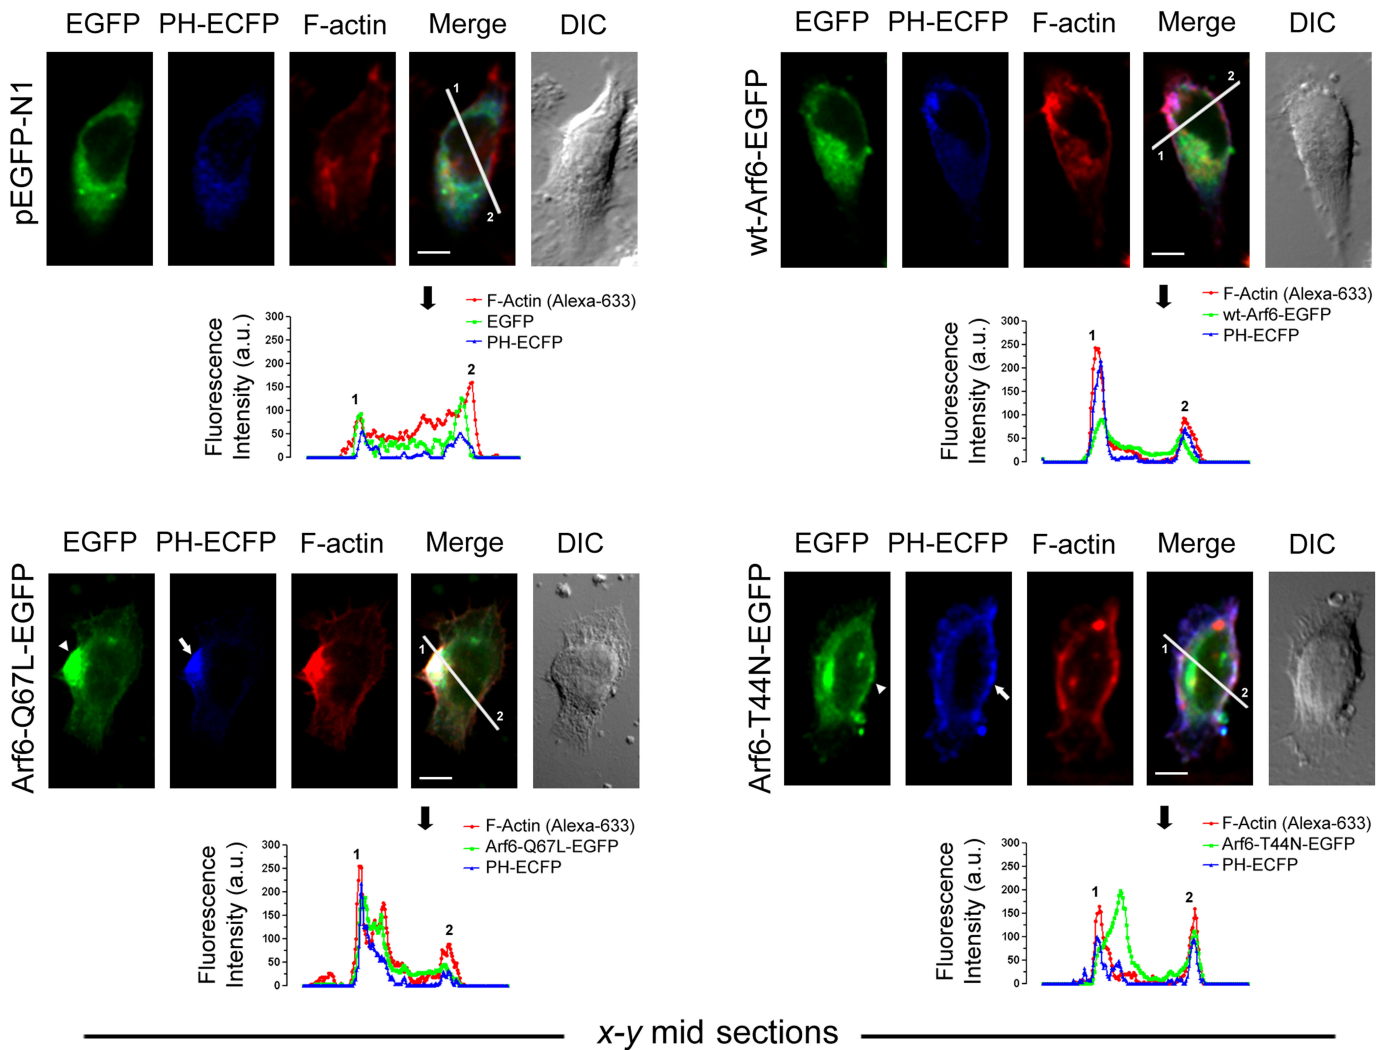 EGFP PH-ECFP F-actin Merge DIC
pEGFP-N1
1
2
F-Actin (Alexa-633)
EGFP
PH-ECFP
Fluorescence
Intensity (a.u.)
300
250
200
150
100
50
0
1
2
EGFP PH-ECFP F-actin Merge DIC
wt-Arf6-EGFP
2
1
F-Actin (Alexa-633)
wt-Arf6-EGFP
PH-ECFP
Fluorescence
Intensity (a.u.)
300
250
200
150
100
50
0
1
2
EGFP PH-ECFP F-actin Merge DIC
Arf6-Q67L-EGFP
1
2
F-Actin (Alexa-633)
Arf6-Q67L-EGFP
PH-ECFP
Fluorescence
Intensity (a.u.)
300
250
200
150
100
50
0
1
2
EGFP PH-ECFP F-actin Merge DIC
Arf6-T44N-EGFP
1
2
F-Actin (Alexa-633)
Arf6-T44N-EGFP
PH-ECFP
Fluorescence
Intensity (a.u.)
300
250
200
150
100
50
0
1
2
x-y mid sections